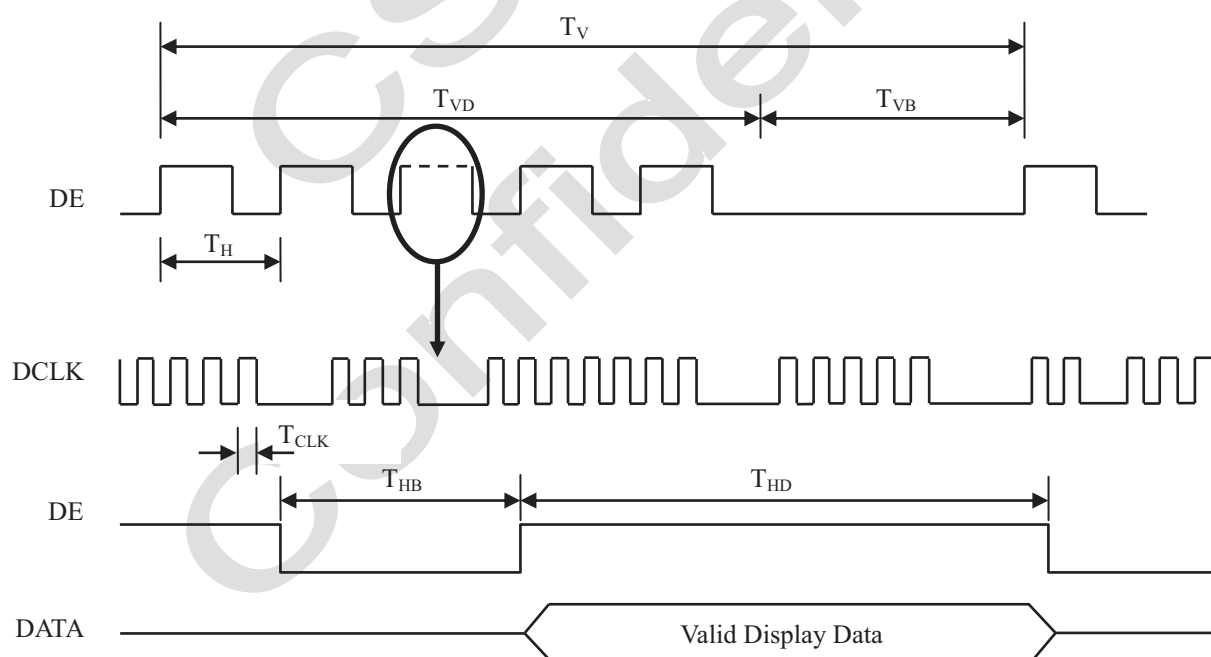 T_V
T_VD T_VB
DE
T_H
DCLK
T_CLK
T_HB T_HD
DE
DATA Valid Display Data